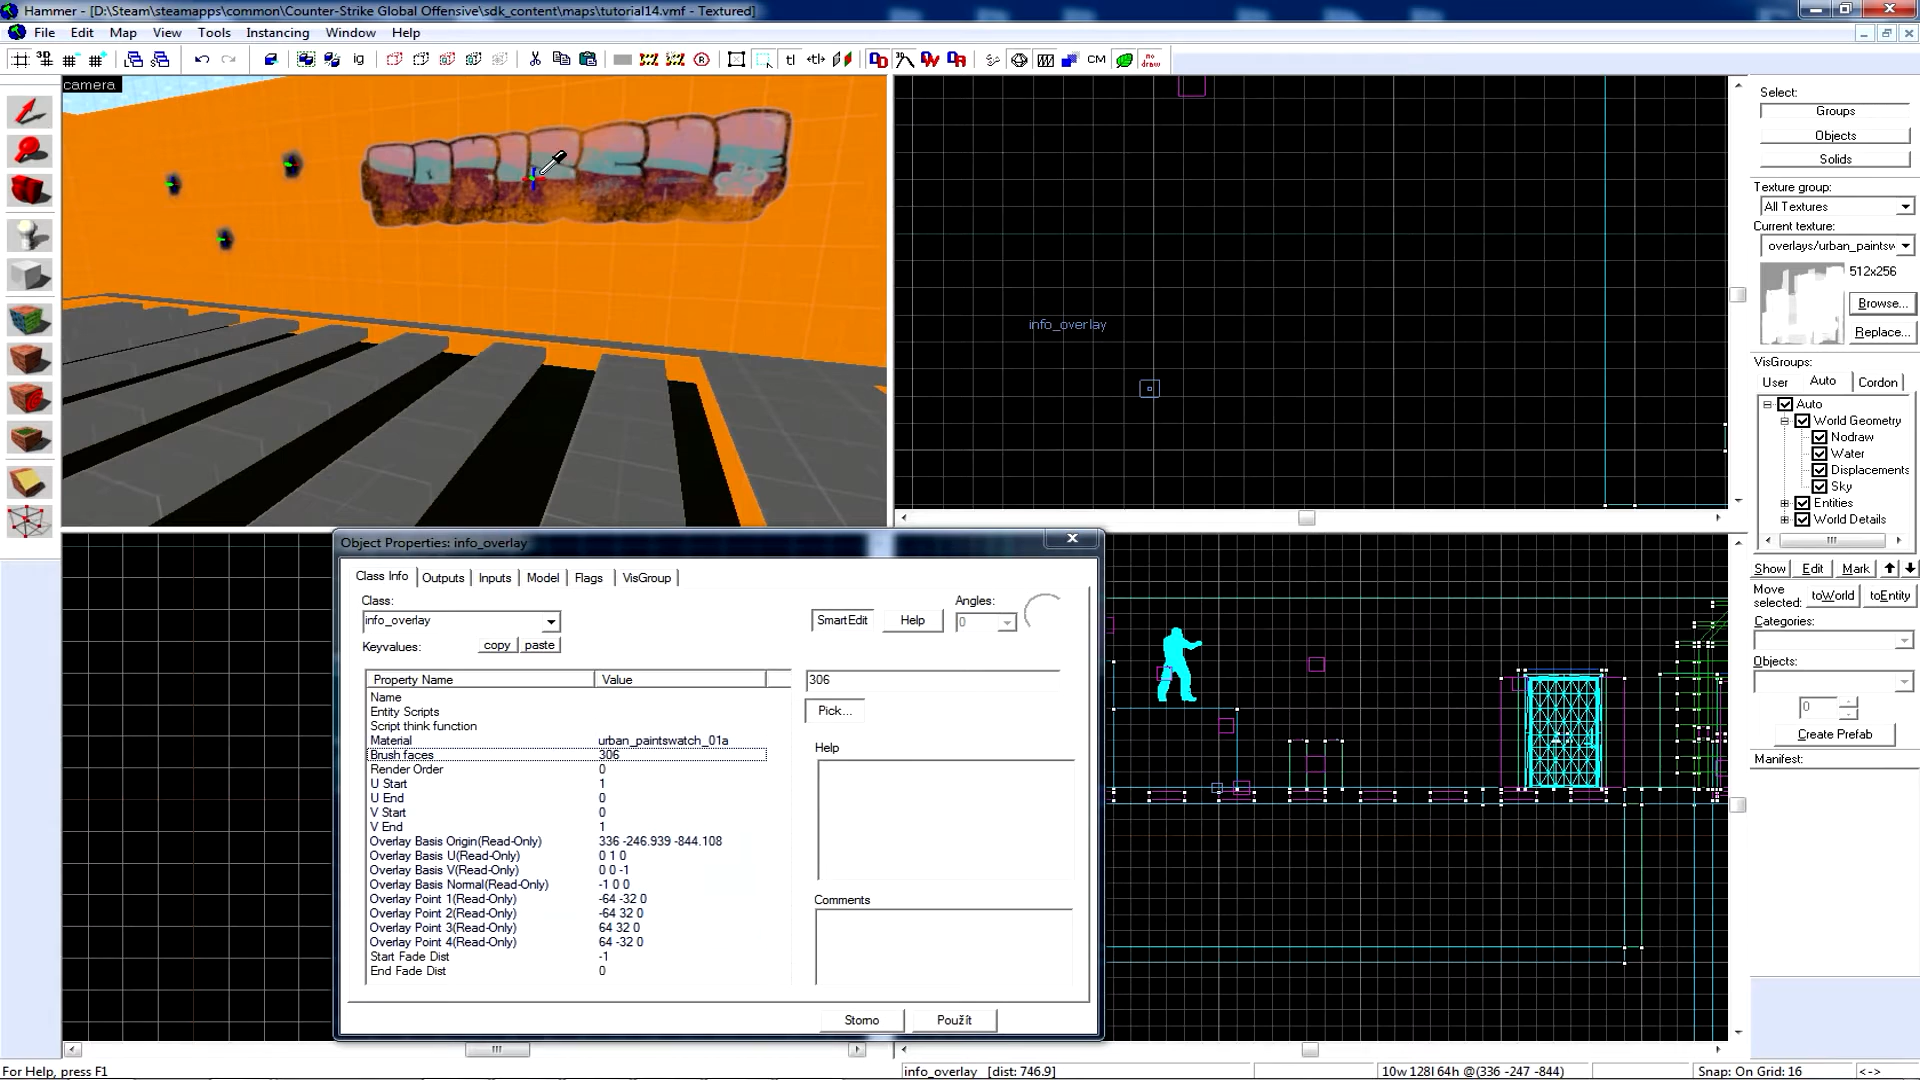 Hammer - [D:\Steam\steamapps\common\Counter-Strike Global Offensive\sdk_content\maps\tutorial14.vmf - Textured]
File Edit Map View Tools Instancing Window Help
3D ig tl +tl+ CM no draw
camera
info_overlay
Select:
Groups
Objects
Solids
Texture group:
All Textures
Current texture:
overlays/urban_paintsw
512x256
Browse...
Replace...
VisGroups:
User Auto Cordon
Auto
World Geometry
Nodraw
Water
Displacements
Sky
Entities
World Details
Show Edit Mark
Move selected: toWorld toEntity
Categories:
Objects:
0
Create Prefab
Manifest:
Object Properties: info_overlay
Class Info Outputs Inputs Model Flags VisGroup
Class:
info_overlay
SmartEdit Help
Angles:
0
Keyvalues: copy paste
Property Name Value
Name
Entity Scripts
Script think function
Material urban_paintswatch_01a
Brush faces 306
Render Order 0
U Start 1
U End 0
V Start 0
V End 1
Overlay Basis Origin(Read-Only) 336 -246.939 -844.108
Overlay Basis U(Read-Only) 0 1 0
Overlay Basis V(Read-Only) 0 0 -1
Overlay Basis Normal(Read-Only) -1 0 0
Overlay Point 1(Read-Only) -64 -32 0
Overlay Point 2(Read-Only) -64 32 0
Overlay Point 3(Read-Only) 64 32 0
Overlay Point 4(Read-Only) 64 -32 0
Start Fade Dist -1
End Fade Dist 0
306
Pick...
Help
Comments
Storno Použít
For Help, press F1
info_overlay [dist: 746.9]
10w 128l 64h @(336 -247 -844)
Snap: On Grid: 16
<->